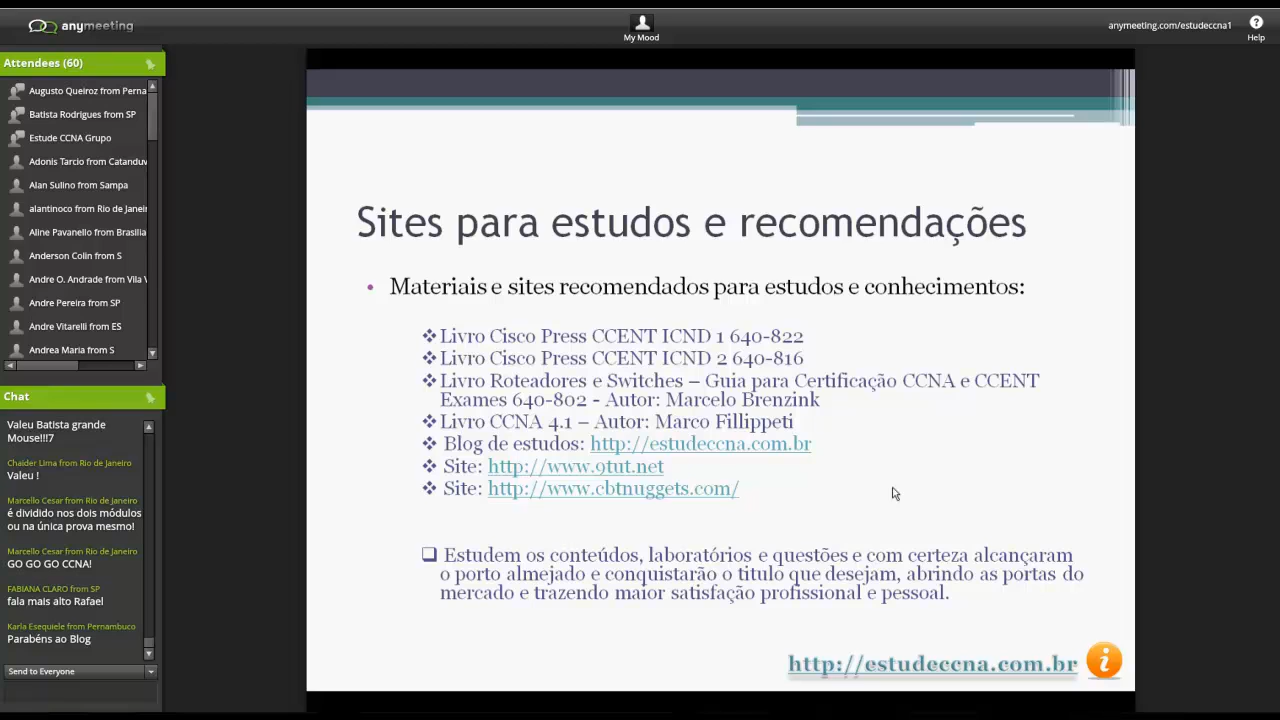 anymeeting
My Mood
anymeeting.com/estudeccna1
Help
Attendees (60)
Augusto Queiroz from Perna
Batista Rodrigues from SP
Estude CCNA Grupo
Adonis Tarcio from Catanduv
Alan Sulino from Sampa
alantinoco from Rio de Janeir
Aline Pavanello from Brasilia
Anderson Colin from S
Andre O. Andrade from Vila V
Andre Pereira from SP
Andre Vitarelli from ES
Andrea Maria from S
Chat
Valeu Batista grande
Mouse!!!7
Chaider Lima from Rio de Janeiro
Valeu !
Marcello Cesar from Rio de Janeiro
é dividido nos dois módulos
ou na única prova mesmo!
Marcello Cesar from Rio de Janeiro
GO GO GO CCNA!
FABIANA CLARO from SP
fala mais alto Rafael
Karla Esequiele from Pernambuco
Parabéns ao Blog
Send to Everyone
Sites para estudos e recomendações
• Materiais e sites recomendados para estudos e conhecimentos:
❖Livro Cisco Press CCENT ICND 1 640-822
❖Livro Cisco Press CCENT ICND 2 640-816
❖Livro Roteadores e Switches – Guia para Certificação CCNA e CCENT
Exames 640-802 - Autor: Marcelo Brenzink
❖Livro CCNA 4.1 – Autor: Marco Fillippeti
❖ Blog de estudos: http://estudeccna.com.br
❖ Site: http://www.9tut.net
❖ Site: http://www.cbtnuggets.com/
❑ Estudem os conteúdos, laboratórios e questões e com certeza alcançaram
o porto almejado e conquistarão o titulo que desejam, abrindo as portas do
mercado e trazendo maior satisfação profissional e pessoal.
http://estudeccna.com.br